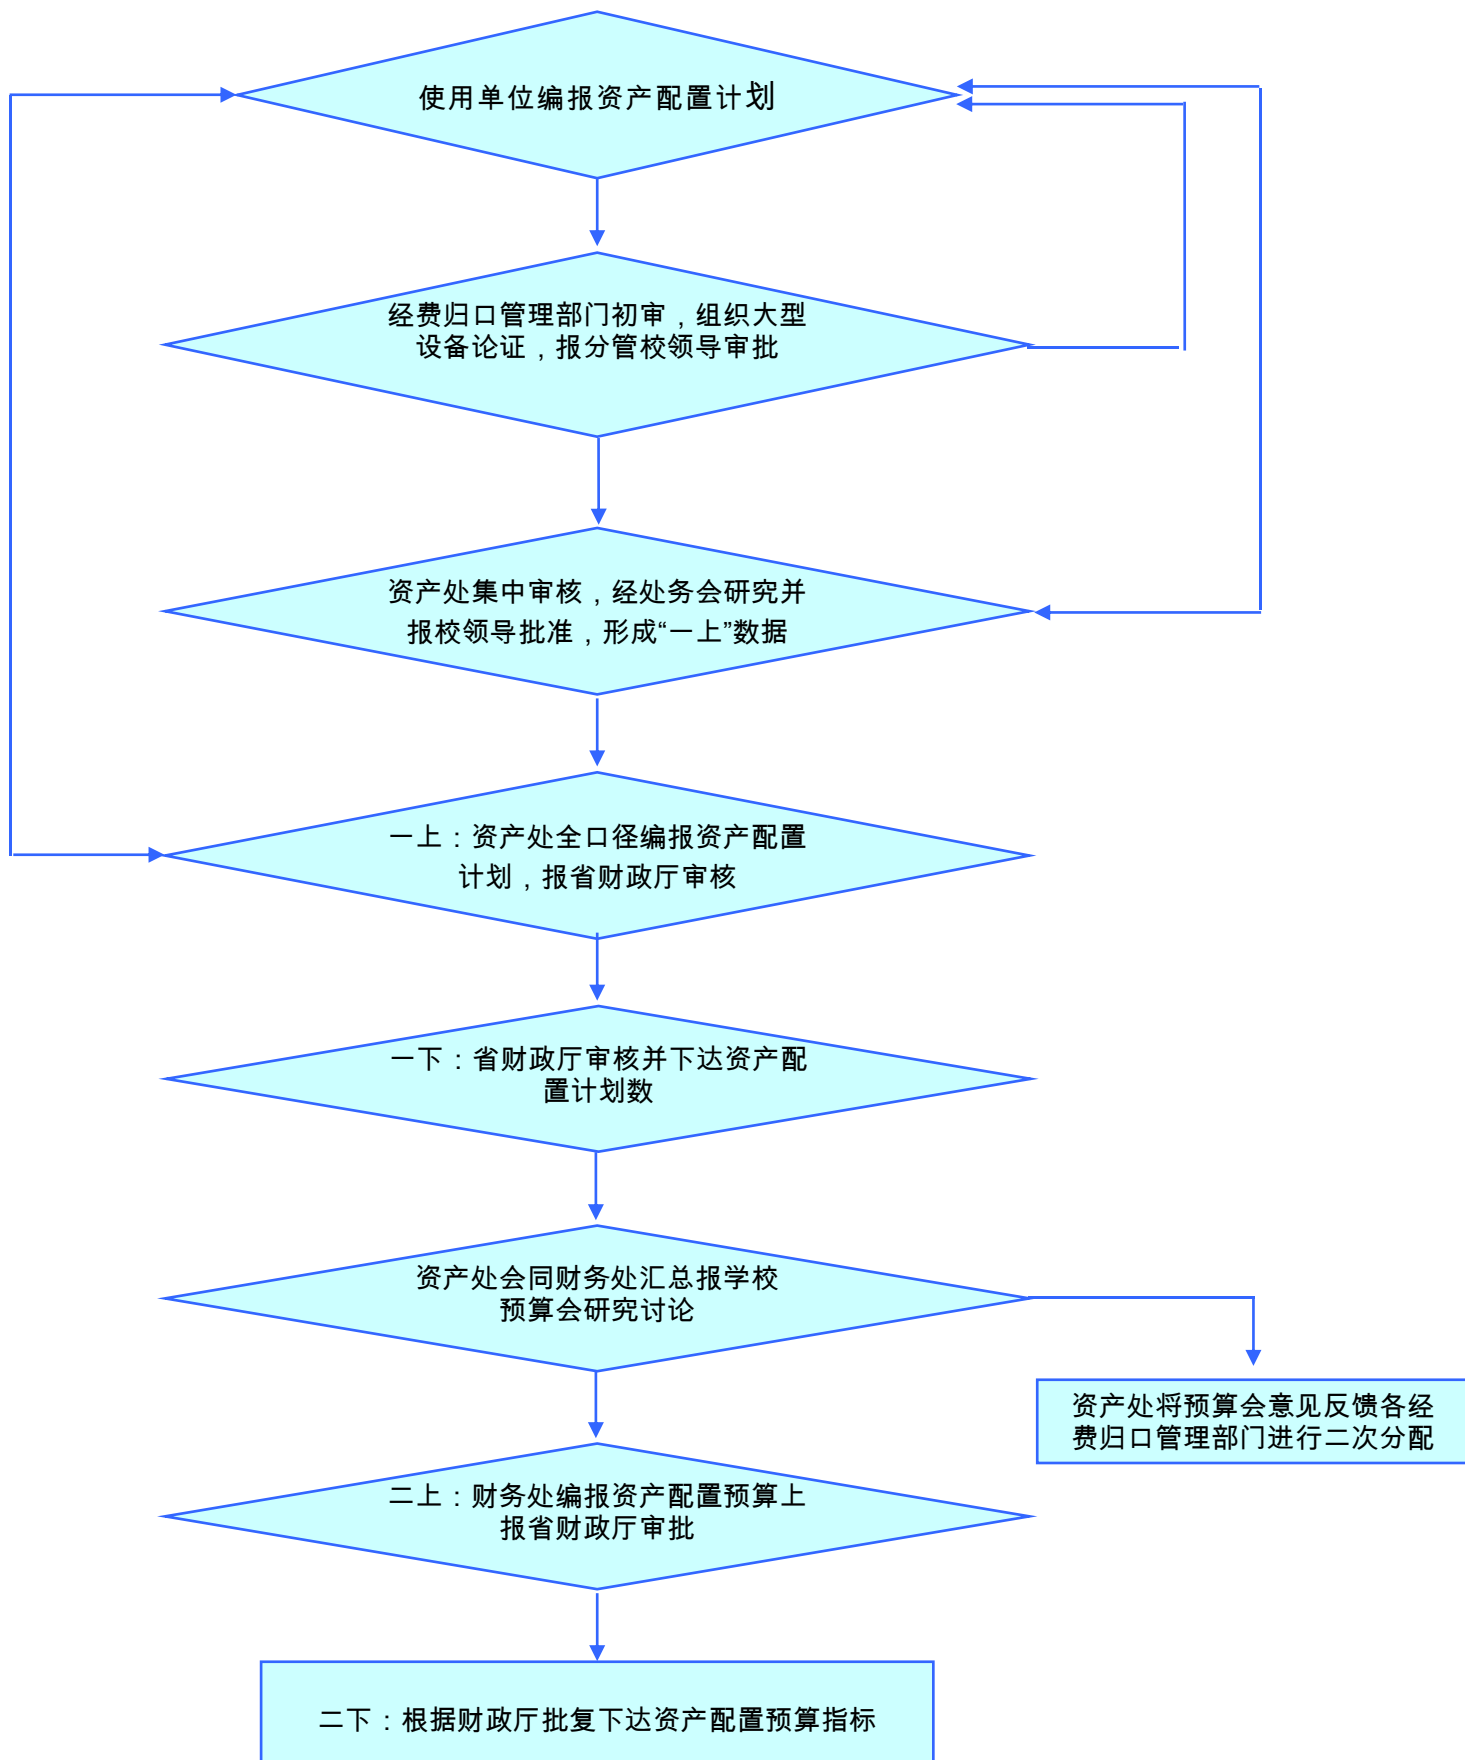 使用单位编报资产配置计划
经费归口管理部门初审，组织大型
设备论证，报分管校领导审批
资产处集中审核，经处务会研究并
报校领导批准，形成“一上”数据
一上：资产处全口径编报资产配置
计划，报省财政厅审核
一下：省财政厅审核并下达资产配
置计划数
资产处会同财务处汇总报学校
预算会研究讨论
资产处将预算会意见反馈各经
费归口管理部门进行二次分配
二上：财务处编报资产配置预算上
报省财政厅审批
二下：根据财政厅批复下达资产配置预算指标